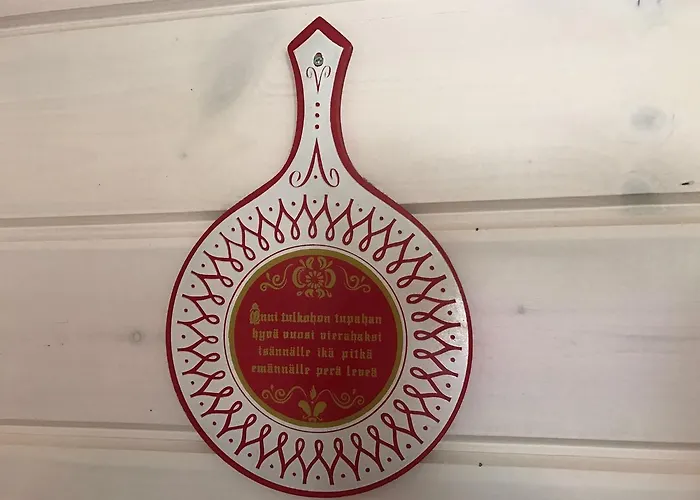 Onni tulkohon tupahan
hyvä vuosi vierahaksi
isännälle ikä pitkä
emännälle perä leveä